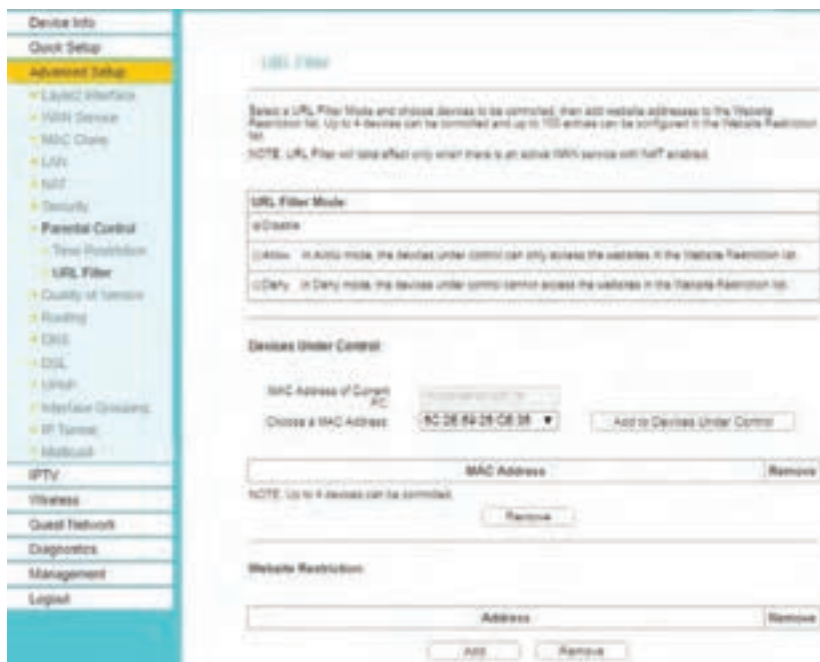 Device Info
Quick Setup
Advanced Setup
Layer2 Interface
WAN Service
MAC Clone
LAN
NAT
Security
Parental Control
Time Restriction
URL Filter
Quality of Service
Routing
DNS
DSL
UPnP
Interface Grouping
IP Tunnel
Multicast
IPTV
Wireless
Guest Network
Diagnostics
Management
Logout
URL Filter
Select a URL Filter Mode and choose devices to be controlled, then add website addresses to the Website
Restriction list. Up to 4 devices can be controlled and up to 100 entries can be configured in the Website Restriction
list.
NOTE: URL Filter will take effect only when there is an active WAN service with NAT enabled.
URL Filter Mode
Disable
Allow In Allow mode, the devices under control can only access the websites in the Website Restriction list.
Deny In Deny mode, the devices under control cannot access the websites in the Website Restriction list.
Devices Under Control
MAC Address of Current
PC:
Choose a MAC Address: Add to Devices Under Control
MAC Address Remove
NOTE: Up to 4 devices can be controlled.
Remove
Website Restriction
Address Remove
Add Remove